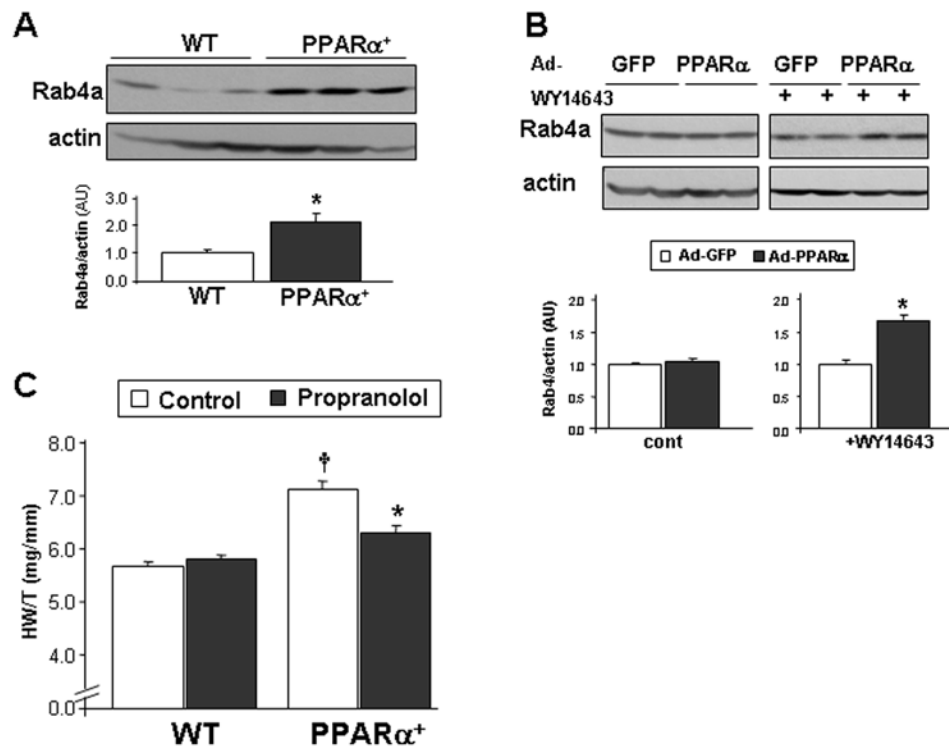 A
WT PPARα+
Rab4a
actin
Rab4a/actin (AU)
3.0
2.0
1.0
0.0
*
WT PPARα+
B
Ad- GFP PPARα GFP PPARα
WY14643 + + + +
Rab4a
actin
Ad-GFP Ad-PPARα
Rab4/actin (AU)
2.0
1.5
1.0
0.5
0.0
cont
2.0
1.5
1.0
0.5
0.0
*
+WY14643
C
Control Propranolol
HW/T (mg/mm)
8.0
7.0
6.0
5.0
0.0
†
*
WT PPARα+